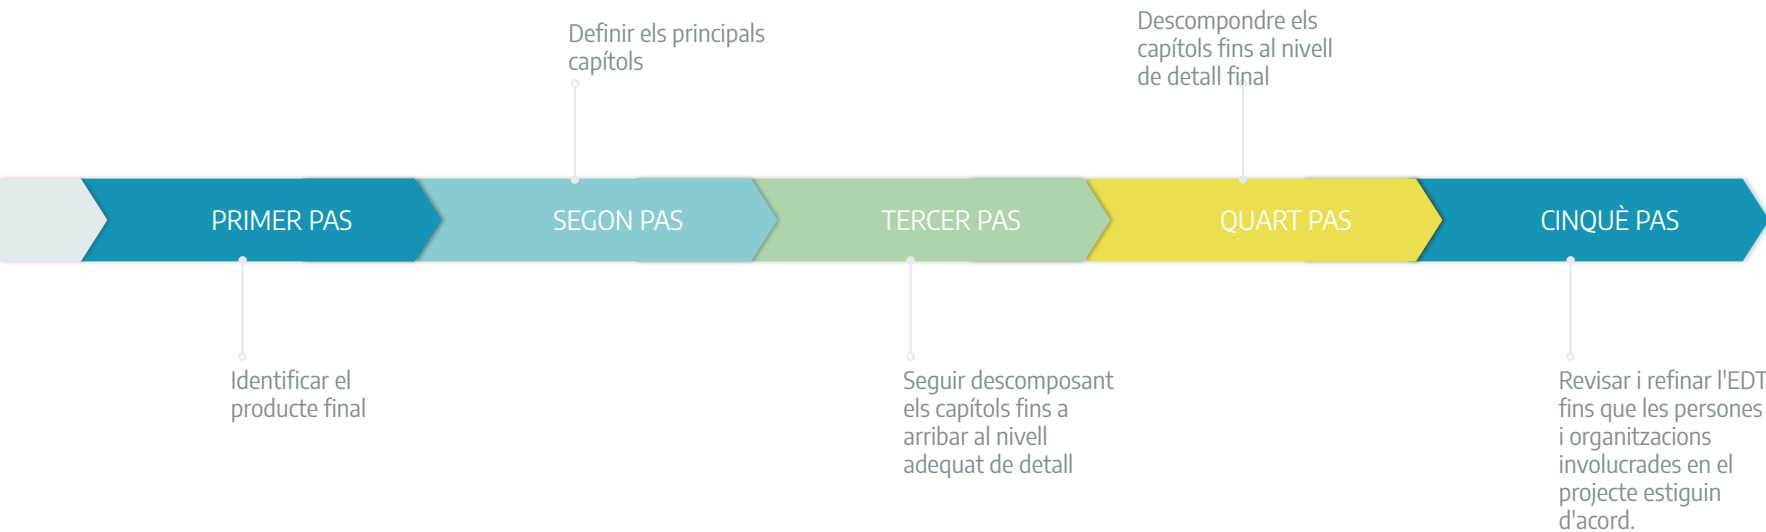 Definir els principals
capítols
Descompondre els
capítols fins al nivell
de detall final
PRIMER PAS
SEGON PAS
TERCER PAS
QUART PAS
CINQUÈ PAS
Identificar el
producte final
Seguir descomposant
els capítols fins a
arribar al nivell
adequat de detall
Revisar i refinar l'EDT
fins que les persones
i organitzacions
involucrades en el
projecte estiguin
d'acord.